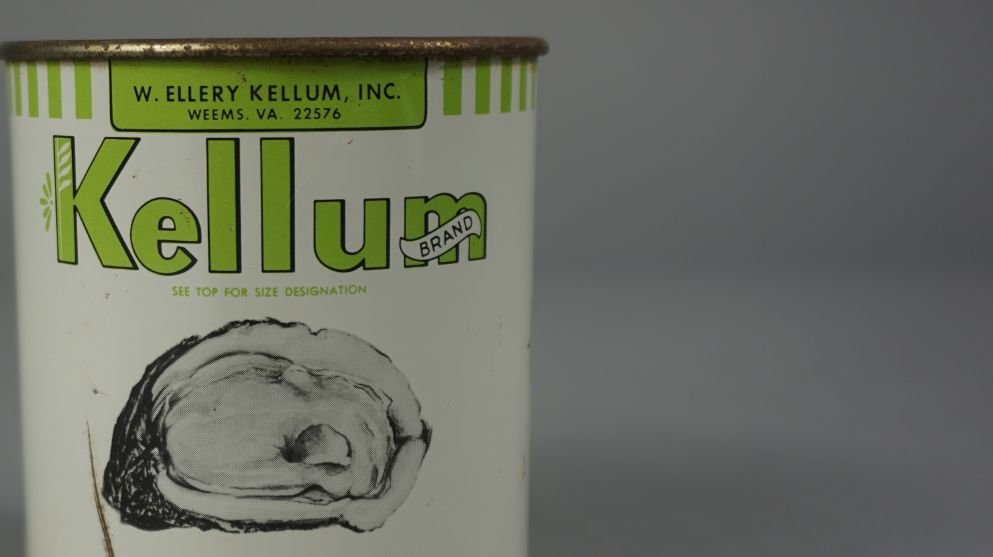 W. ELLERY KELLUM, INC.
WEEMS, VA. 22576
Kellum
BRAND
SEE TOP FOR SIZE DESIGNATION